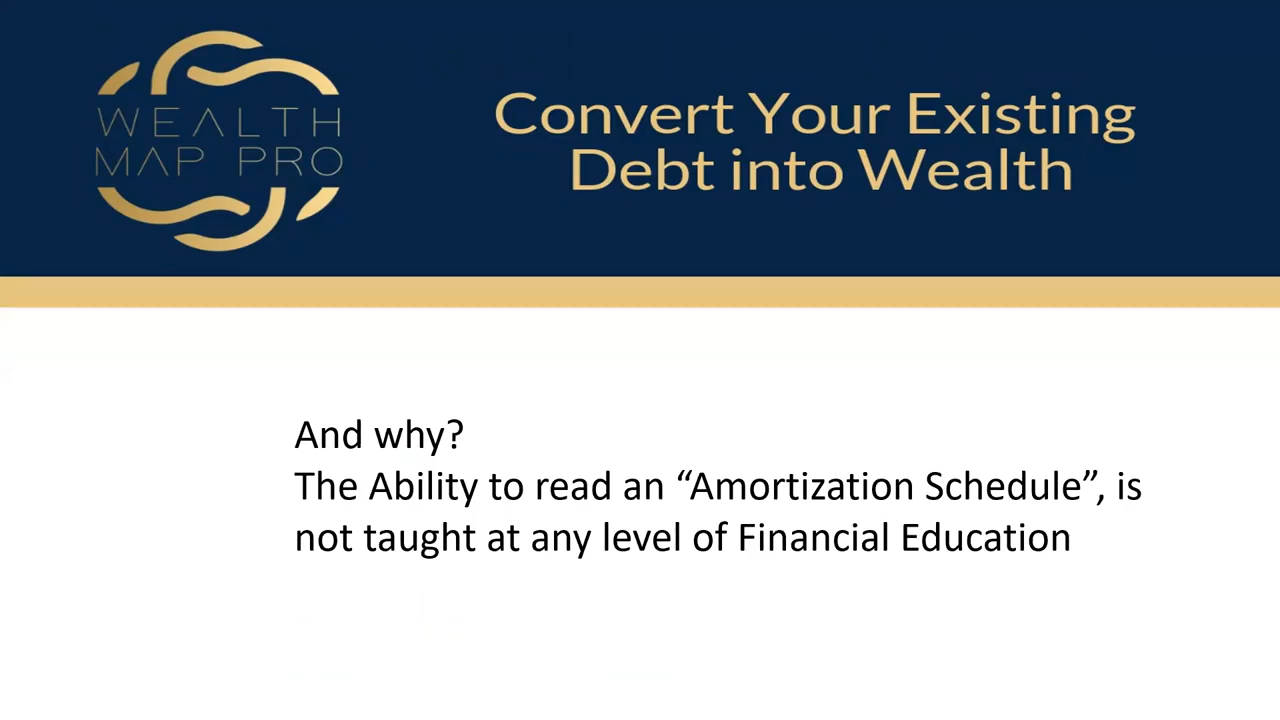 WEALTH
MAP PRO
Convert Your Existing
Debt into Wealth
And why?
The Ability to read an “Amortization Schedule”, is
not taught at any level of Financial Education